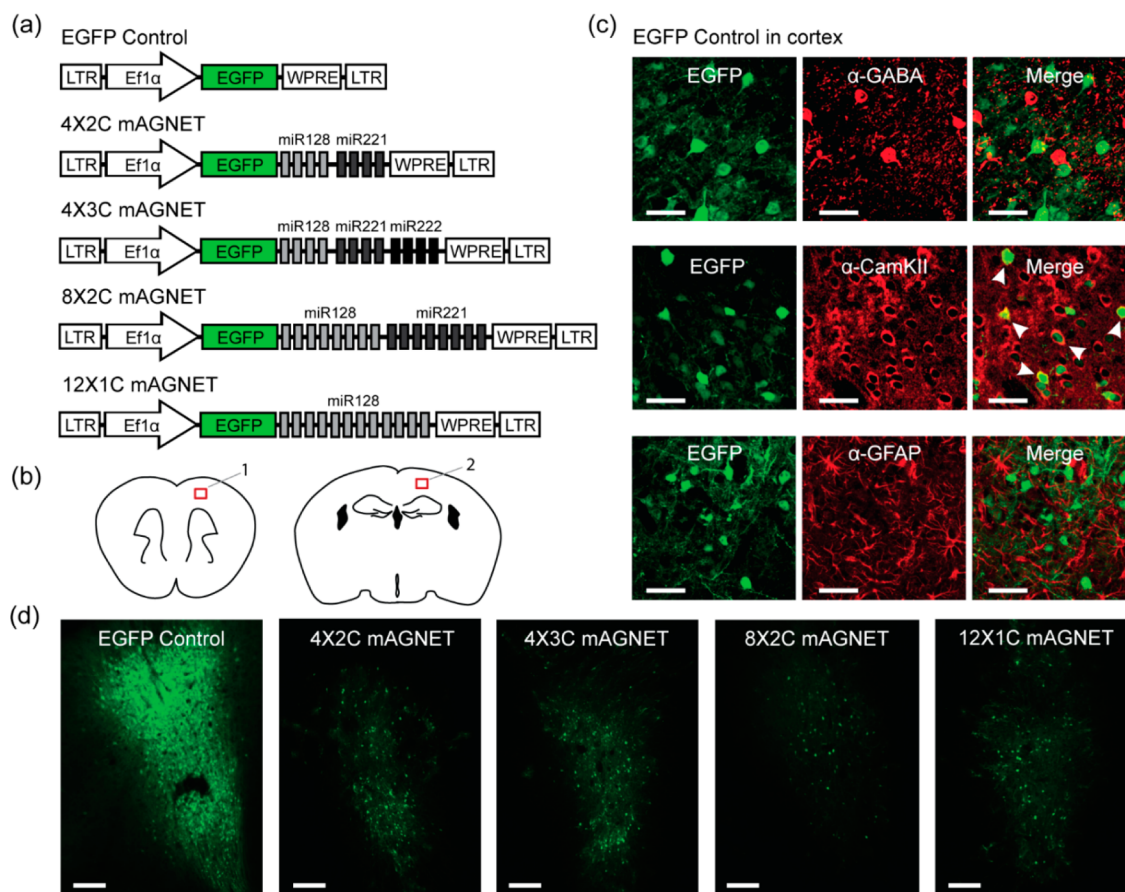 (a)
EGFP Control
LTR Ef1α EGFP WPRE LTR
4X2C mAGNET
miR128 miR221
LTR Ef1α EGFP WPRE LTR
4X3C mAGNET
miR128 miR221 miR222
LTR Ef1α EGFP WPRE LTR
8X2C mAGNET
miR128 miR221
LTR Ef1α EGFP WPRE LTR
12X1C mAGNET
miR128
LTR Ef1α EGFP WPRE LTR
(b)
1
2
(c)
EGFP Control in cortex
EGFP α-GABA Merge
EGFP α-CamKII Merge
EGFP α-GFAP Merge
(d)
EGFP Control 4X2C mAGNET 4X3C mAGNET 8X2C mAGNET 12X1C mAGNET